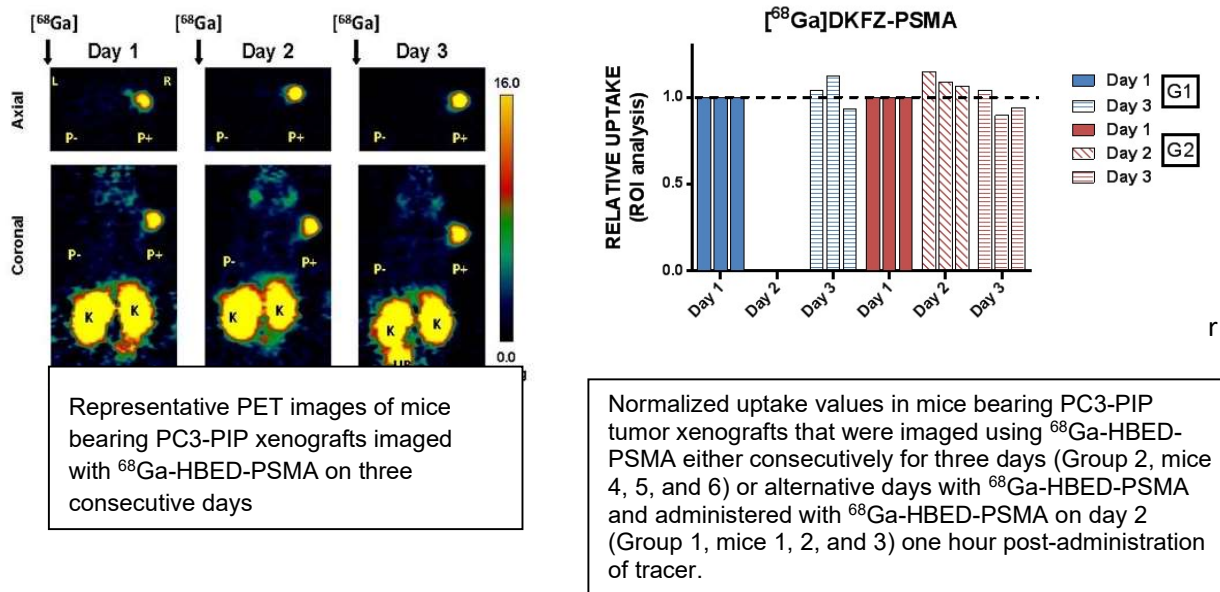 [⁶⁸Ga] [⁶⁸Ga] [⁶⁸Ga]
Day 1 Day 2 Day 3
Axial
L R
P- P+ P- P+ P- P+
Coronal
P- P+ P- P+ P- P+
K K K K K K
16.0
0.0
Representative PET images of mice
bearing PC3-PIP xenografts imaged
with ⁶⁸Ga-HBED-PSMA on three
consecutive days
[⁶⁸Ga]DKFZ-PSMA
RELATIVE UPTAKE
(ROI analysis)
1.0
0.5
0.0
Day 1 Day 2 Day 3 Day 1 Day 2 Day 3
Day 1
Day 3
G1
Day 1
Day 2
Day 3
G2
r
Normalized uptake values in mice bearing PC3-PIP
tumor xenografts that were imaged using ⁶⁸Ga-HBED-
PSMA either consecutively for three days (Group 2, mice
4, 5, and 6) or alternative days with ⁶⁸Ga-HBED-PSMA
and administered with ⁶⁸Ga-HBED-PSMA on day 2
(Group 1, mice 1, 2, and 3) one hour post-administration
of tracer.